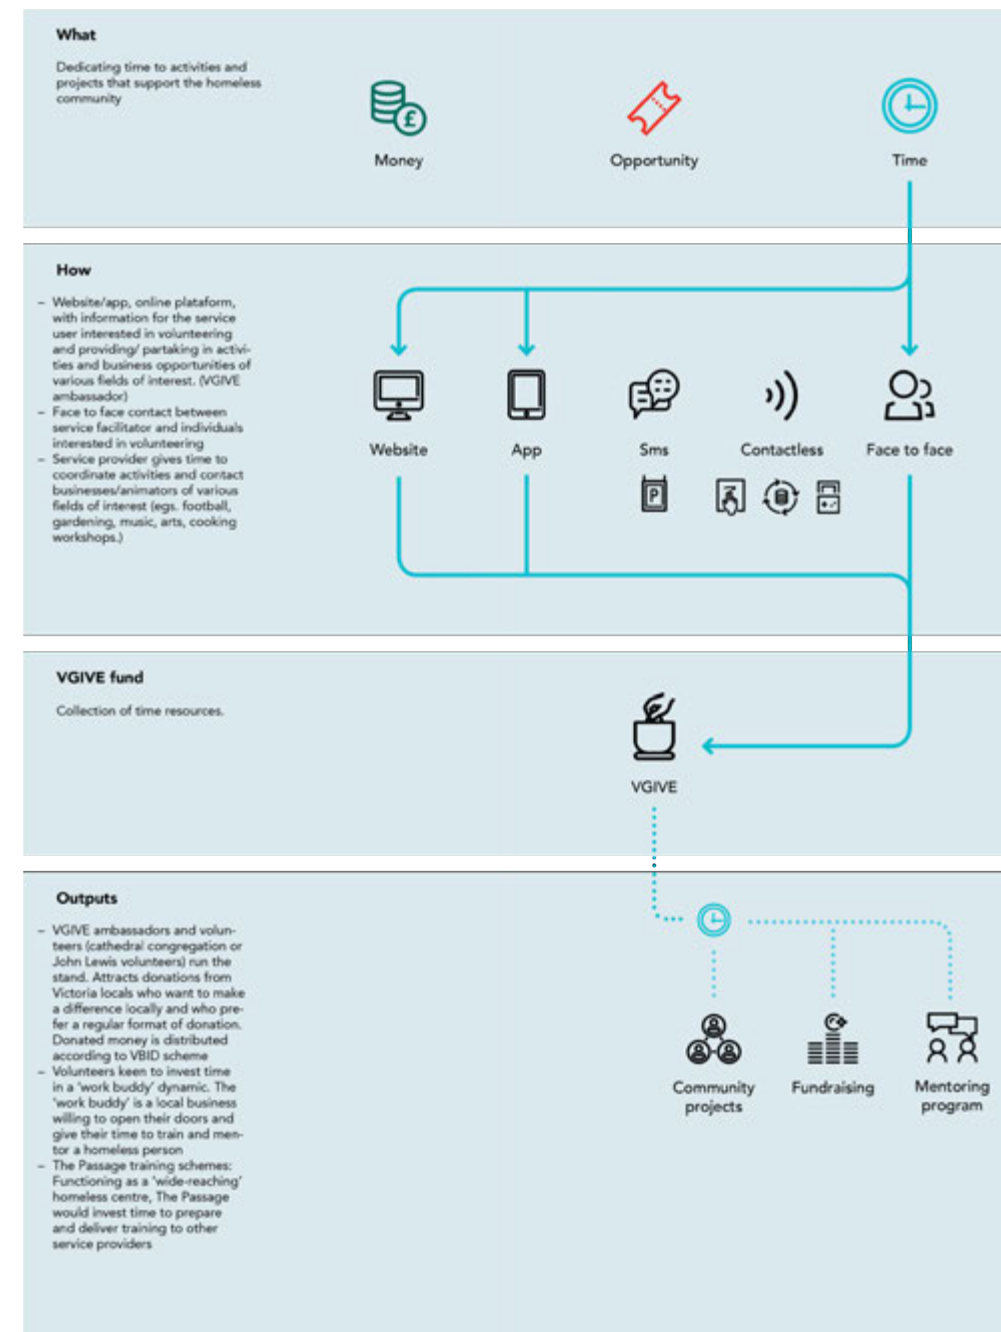 What
Dedicating time to activities and
projects that support the homeless
community
£
Money
Opportunity
Time
How
– Website/app, online plataform,
with information for the service
user interested in volunteering
and providing/ partaking in activi-
ties and business opportunities of
various fields of interest. (VGIVE
ambassador)
– Face to face contact between
service facilitator and individuals
interested in volunteering
– Service provider gives time to
coordinate activities and contact
businesses/animators of various
fields of interest (egs. football,
gardening, music, arts, cooking
workshops.)
Website
App
Sms
Contactless
Face to face
P
VGIVE fund
Collection of time resources.
VGIVE
Outputs
– VGIVE ambassadors and volun-
teers (cathedral congregation or
John Lewis volunteers) run the
stand. Attracts donations from
Victoria locals who want to make
a difference locally and who pre-
fer a regular format of donation.
Donated money is distributed
according to VBID scheme
– Volunteers keen to invest time
in a 'work buddy' dynamic. The
'work buddy' is a local business
willing to open their doors and
give their time to train and men-
tor a homeless person
– The Passage training schemes:
Functioning as a 'wide-reaching'
homeless centre, The Passage
would invest time to prepare
and deliver training to other
service providers
Community
projects
Fundraising
Mentoring
program